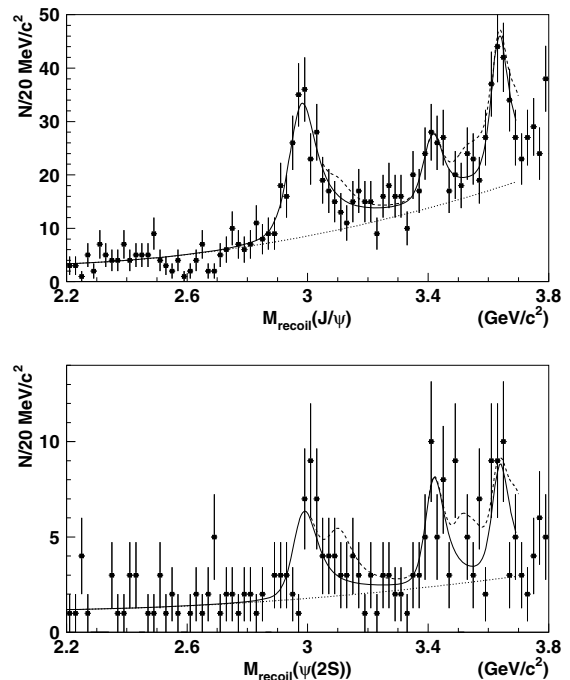 N/20 MeV/c²
50
40
30
20
10
0
2.2 2.6 3 3.4 3.8
M_recoil(J/ψ) (GeV/c²)
N/20 MeV/c²
10
5
0
2.2 2.6 3 3.4 3.8
M_recoil(ψ(2S)) (GeV/c²)